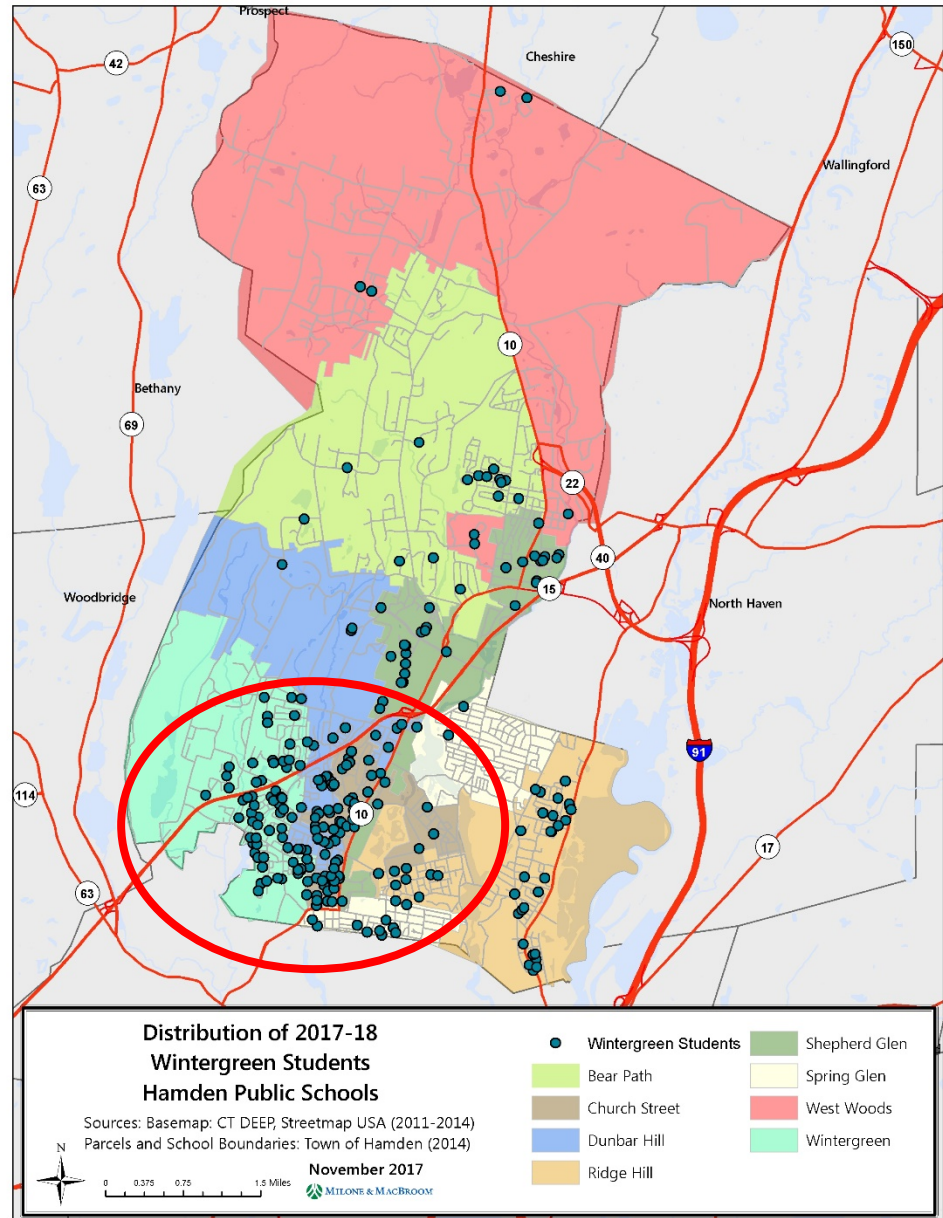 Prospect
Cheshire
42
150
63
Wallingford
10
Bethany
69
22
40
15
Woodbridge
North Haven
91
10
114
17
63
Distribution of 2017-18
Wintergreen Students
Hamden Public Schools
Sources: Basemap: CT DEEP, Streetmap USA (2011-2014)
Parcels and School Boundaries: Town of Hamden (2014)
November 2017
MILONE & MACBROOM
N
0 0.375 0.75 1.5 Miles
Wintergreen Students
Bear Path
Church Street
Dunbar Hill
Ridge Hill
Shepherd Glen
Spring Glen
West Woods
Wintergreen